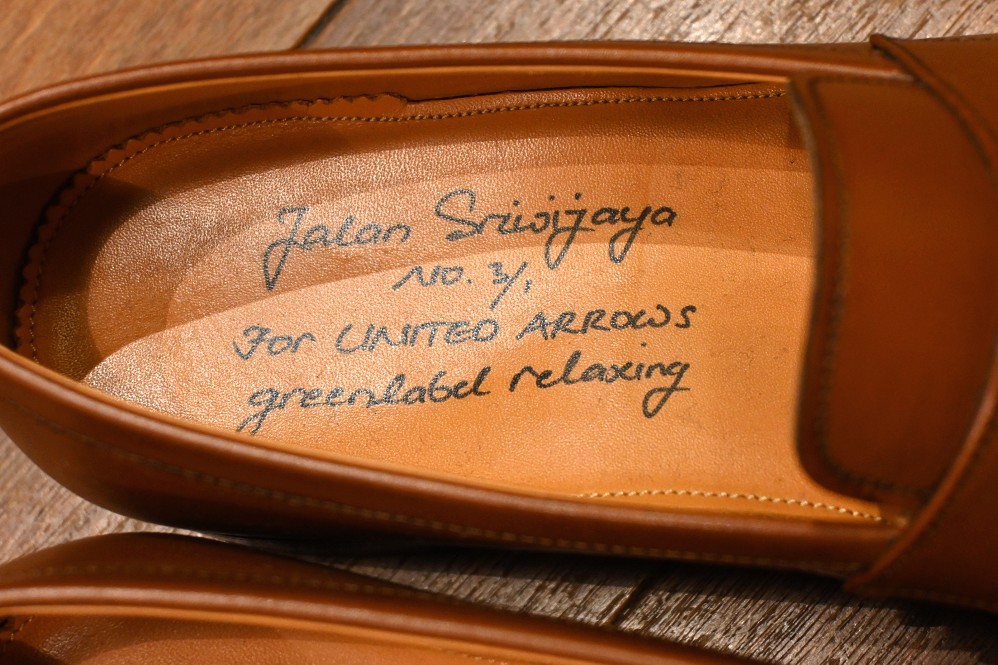 Jalan Sriwijaya
No. 3/,
For UNITED ARROWS
greenlabel relaxing